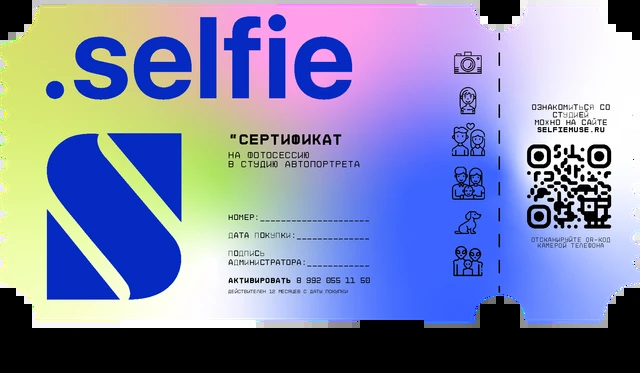 .selfie
"СЕРТИФИКАТ
НА ФОТОСЕССИЮ
В СТУДИЮ АВТОПОРТРЕТА
НОМЕР:
ДАТА ПОКУПКИ:
ПОДПИСЬ
АДМИНИСТРАТОРА:
АКТИВИРОВАТЬ 8 992 055 11 50
ДЕЙСТВИТЕЛЕН 12 МЕСЯЦЕВ С ДАТЫ ПОКУПКИ
ОЗНАКОМИТЬСЯ СО
СТУДИЕЙ
МОЖНО НА САЙТЕ
SELFIEMUSE.RU
ОТСКАНИРУЙТЕ QR-КОД
КАМЕРОЙ ТЕЛЕФОНА